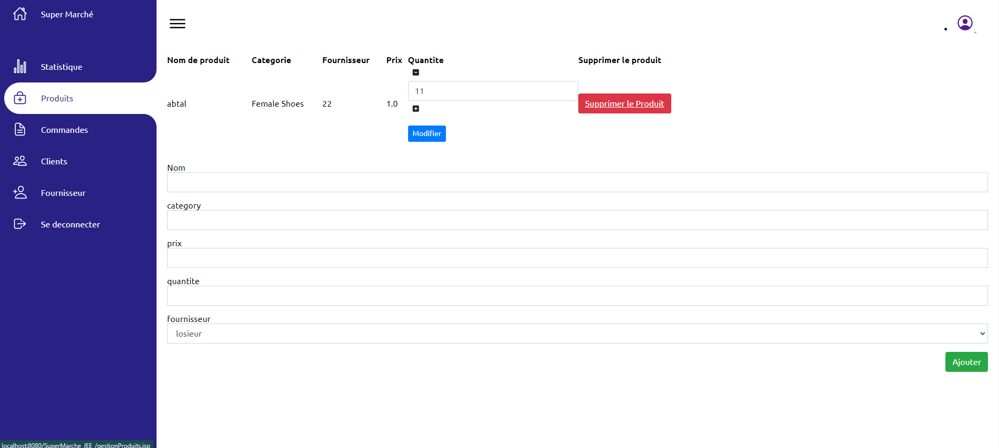 Super Marché
Statistique
Produits
Commandes
Clients
Fournisseur
Se deconnecter
Nom de produit Categorie Fournisseur Prix Quantite Supprimer le produit
abtal Female Shoes 22 1.0 11 Supprimer le Produit
Modifier
Nom
category
prix
quantite
fournisseur
losieur
Ajouter
localhost:8080/SuperMarche_JEE_/gestionProduits.jsp